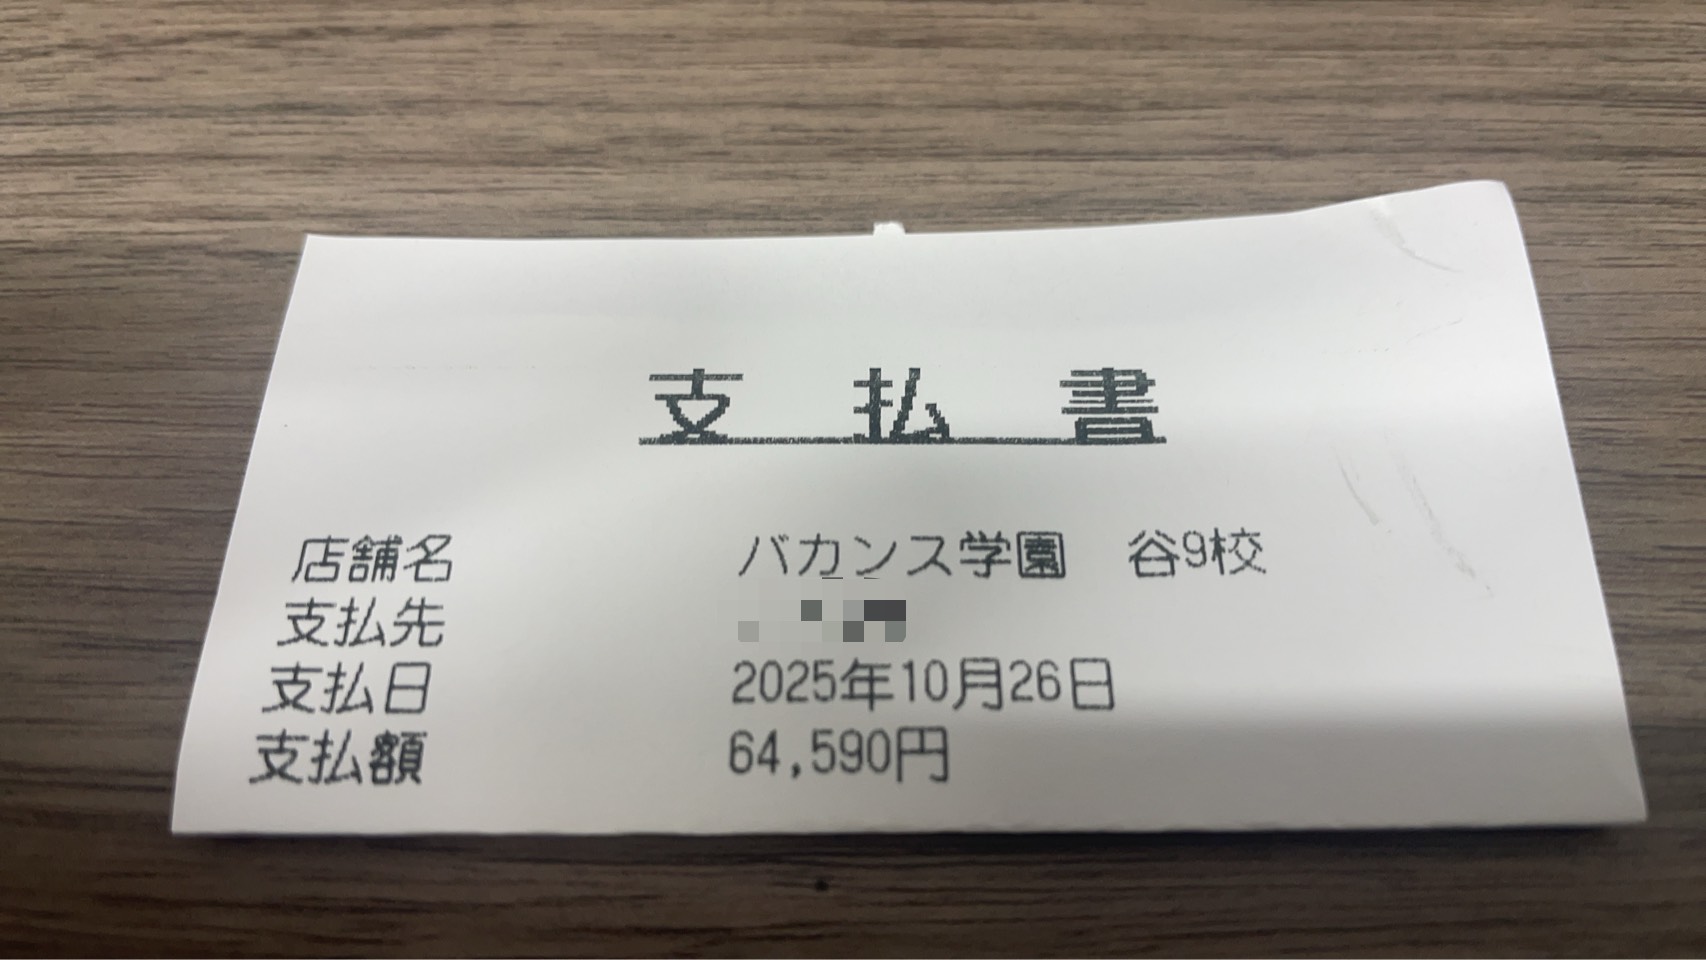 支払書
店舗名 バカンス学園 谷9校
支払先
支払日 2025年10月26日
支払額 64,590円